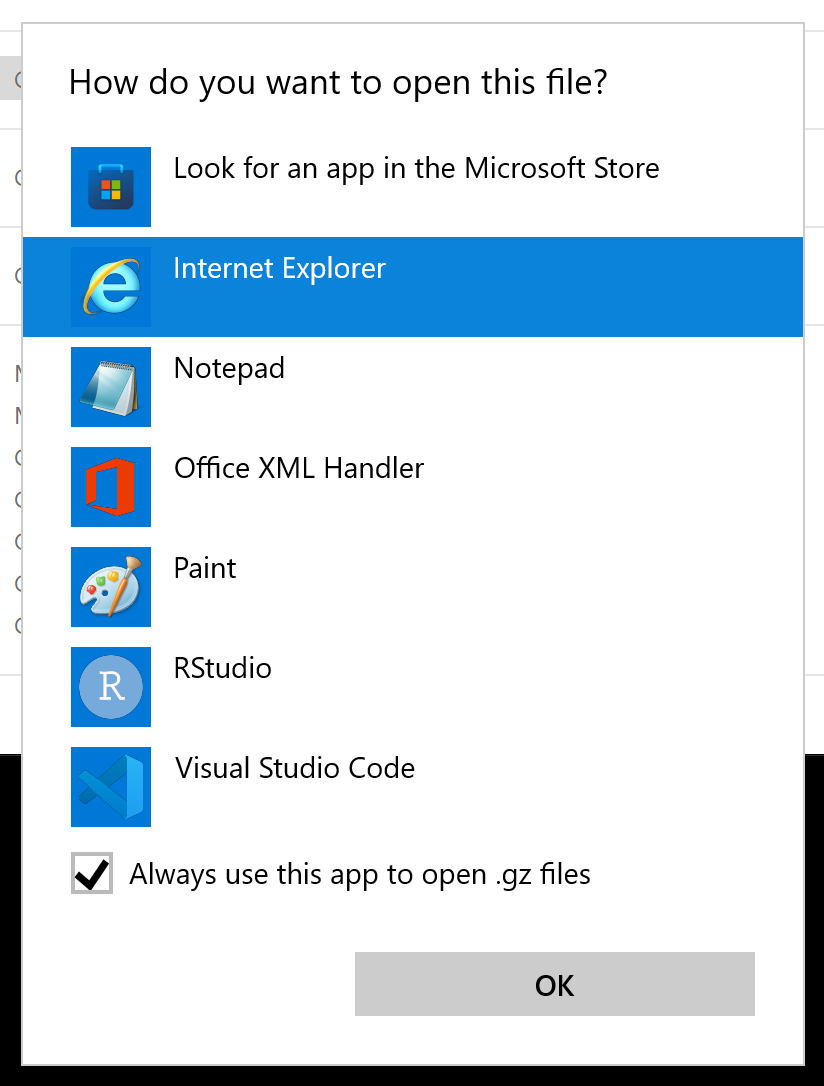 How do you want to open this file?
Look for an app in the Microsoft Store
Internet Explorer
Notepad
Office XML Handler
Paint
R
RStudio
Visual Studio Code
Always use this app to open .gz files
OK